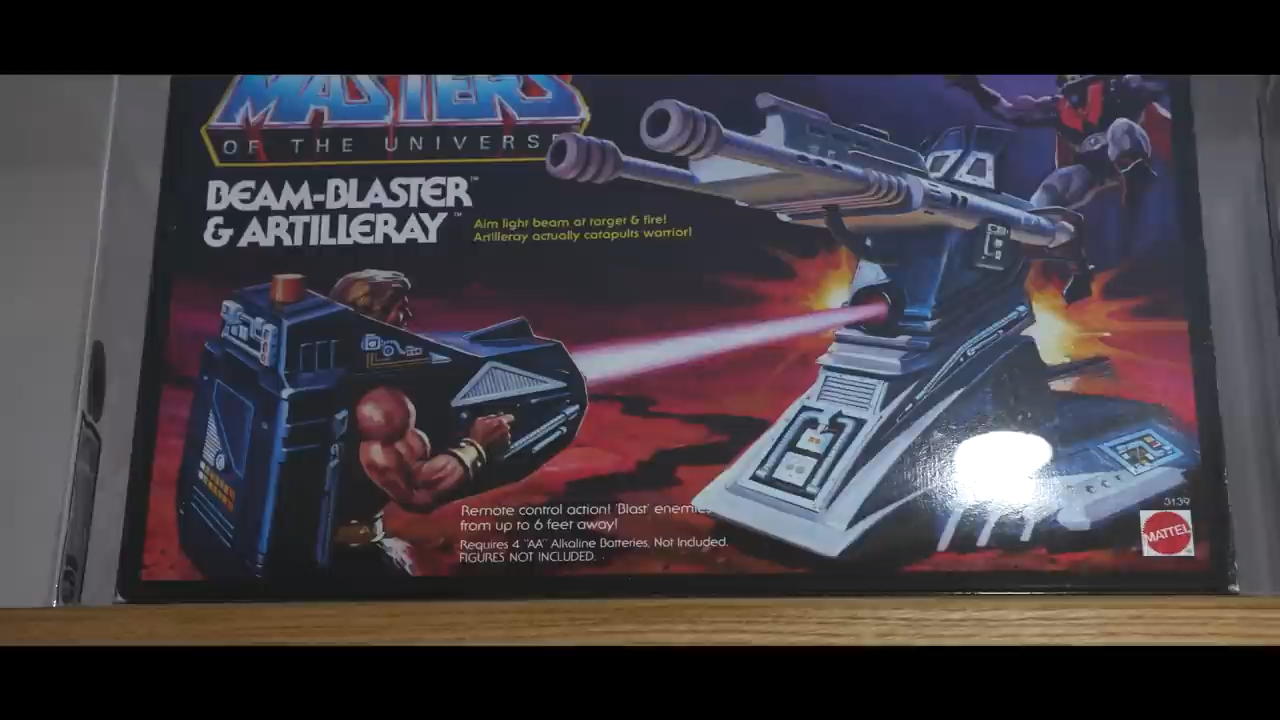 MASTERS
OF THE UNIVERSE
BEAM-BLASTER™
& ARTILLERAY™
Aim light beam at target & fire!
Artilleray actually catapults warrior!
Remote control action! 'Blast' enemies
from up to 6 feet away!
Requires 4 "AA" Alkaline Batteries, Not Included.
FIGURES NOT INCLUDED.
3139
MATTEL